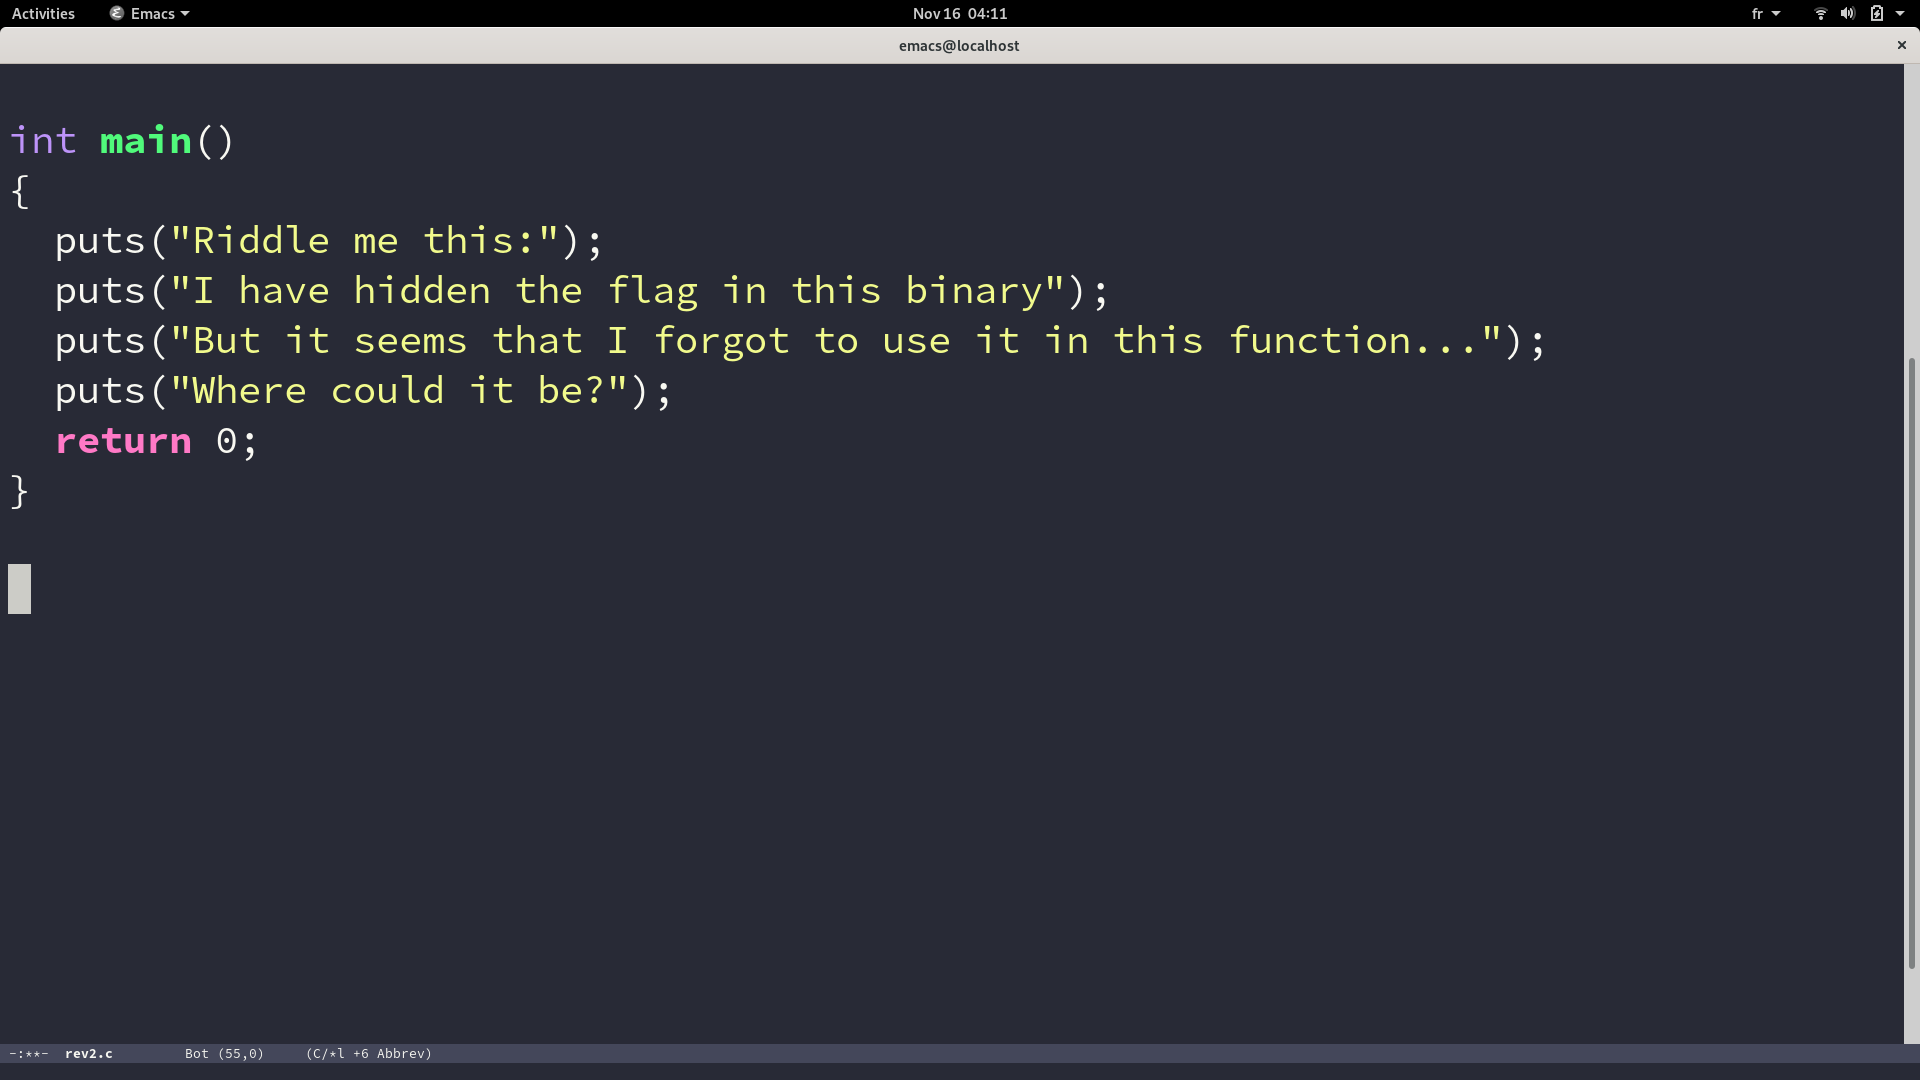 Activities Emacs Nov 16 04:11 fr
emacs@localhost ×
int main()
{
  puts("Riddle me this:");
  puts("I have hidden the flag in this binary");
  puts("But it seems that I forgot to use it in this function...");
  puts("Where could it be?");
  return 0;
}
-:**- rev2.c Bot (55,0) (C/*l +6 Abbrev)